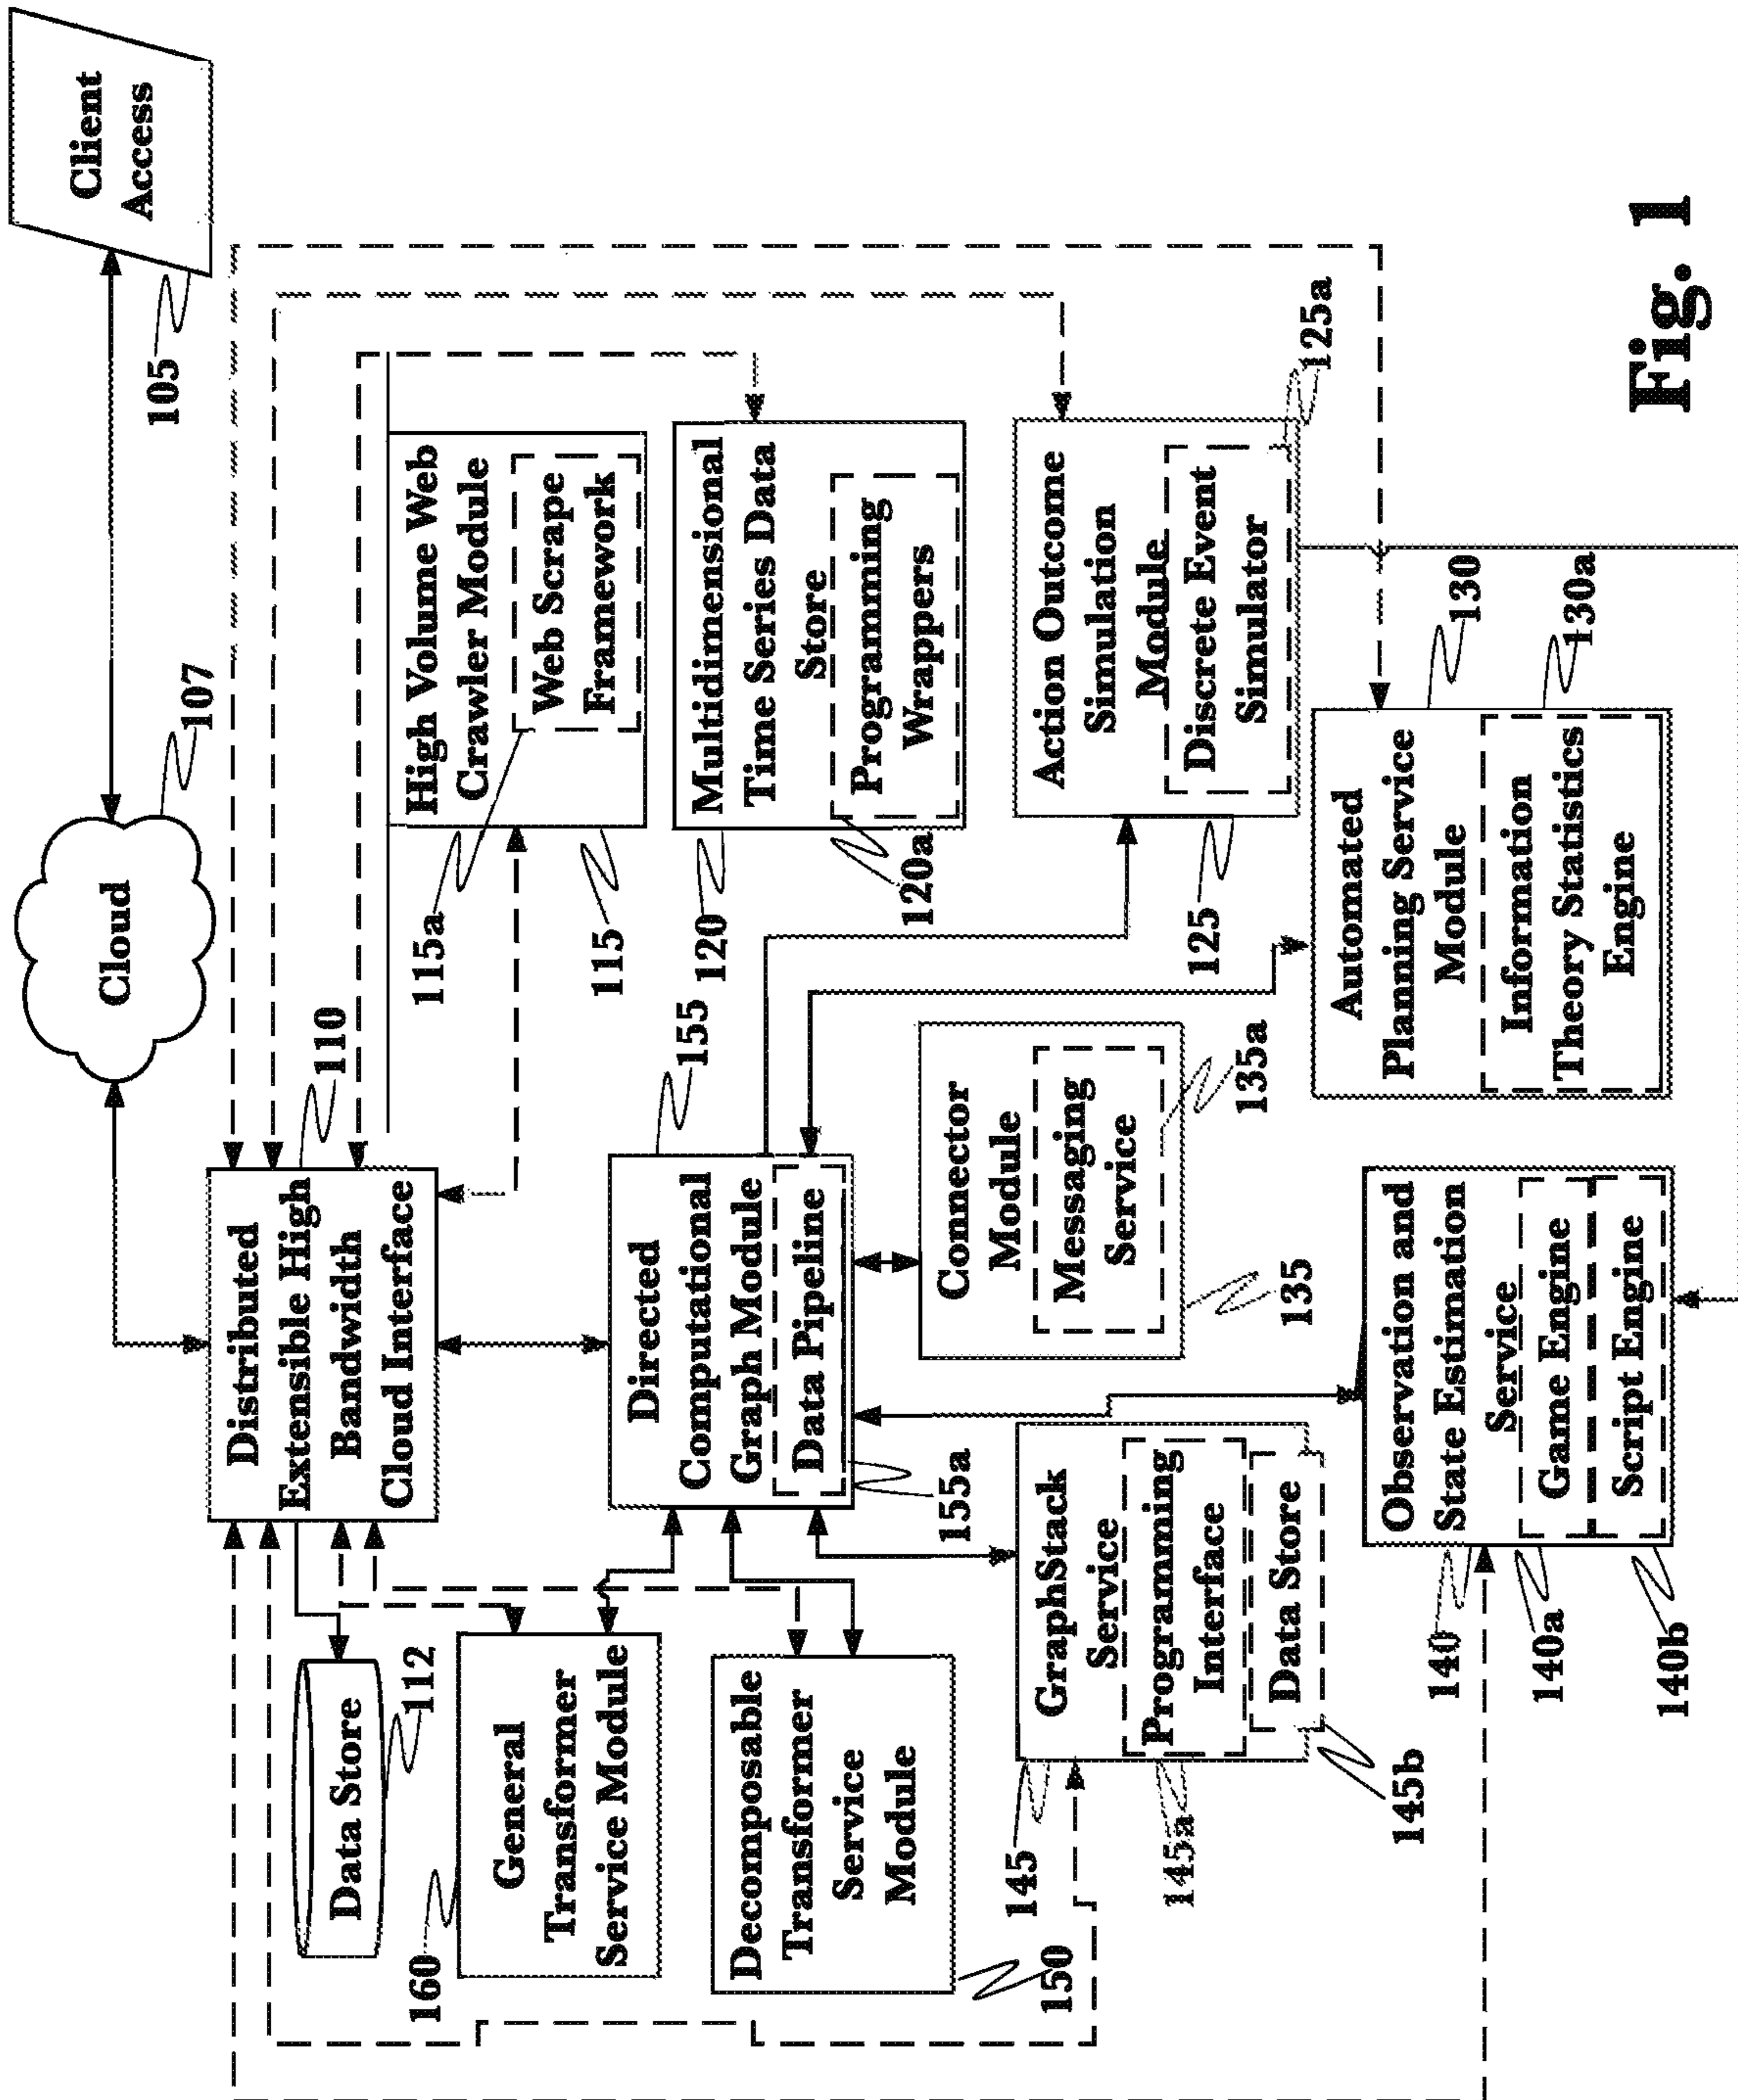 Client
Access
105
Cloud
107
Distributed
Extensible High
Bandwidth
Cloud Interface
110
Data Store
112
High Volume Web
Crawler Module
Web Scrape
Framework
115a
115
General
Transformer
Service Module
160
Directed
Computational
Graph Module
Data Pipeline
155
155a
Multidimensional
Time Series Data
Store
Programming
Wrappers
120
120a
Decomposable
Transformer
Service
Module
150
Connector
Module
Messaging
Service
135a
135
Action Outcome
Simulation
Module
Discrete Event
Simulator
125a
125
GraphStack
Service
Programming
Interface
Data Store
145
145a
145b
Observation and
State Estimation
Service
Game Engine
Script Engine
140
140a
140b
Automated
Planning Service
Module
Information
Theory Statistics
Engine
130
130a
Fig. 1